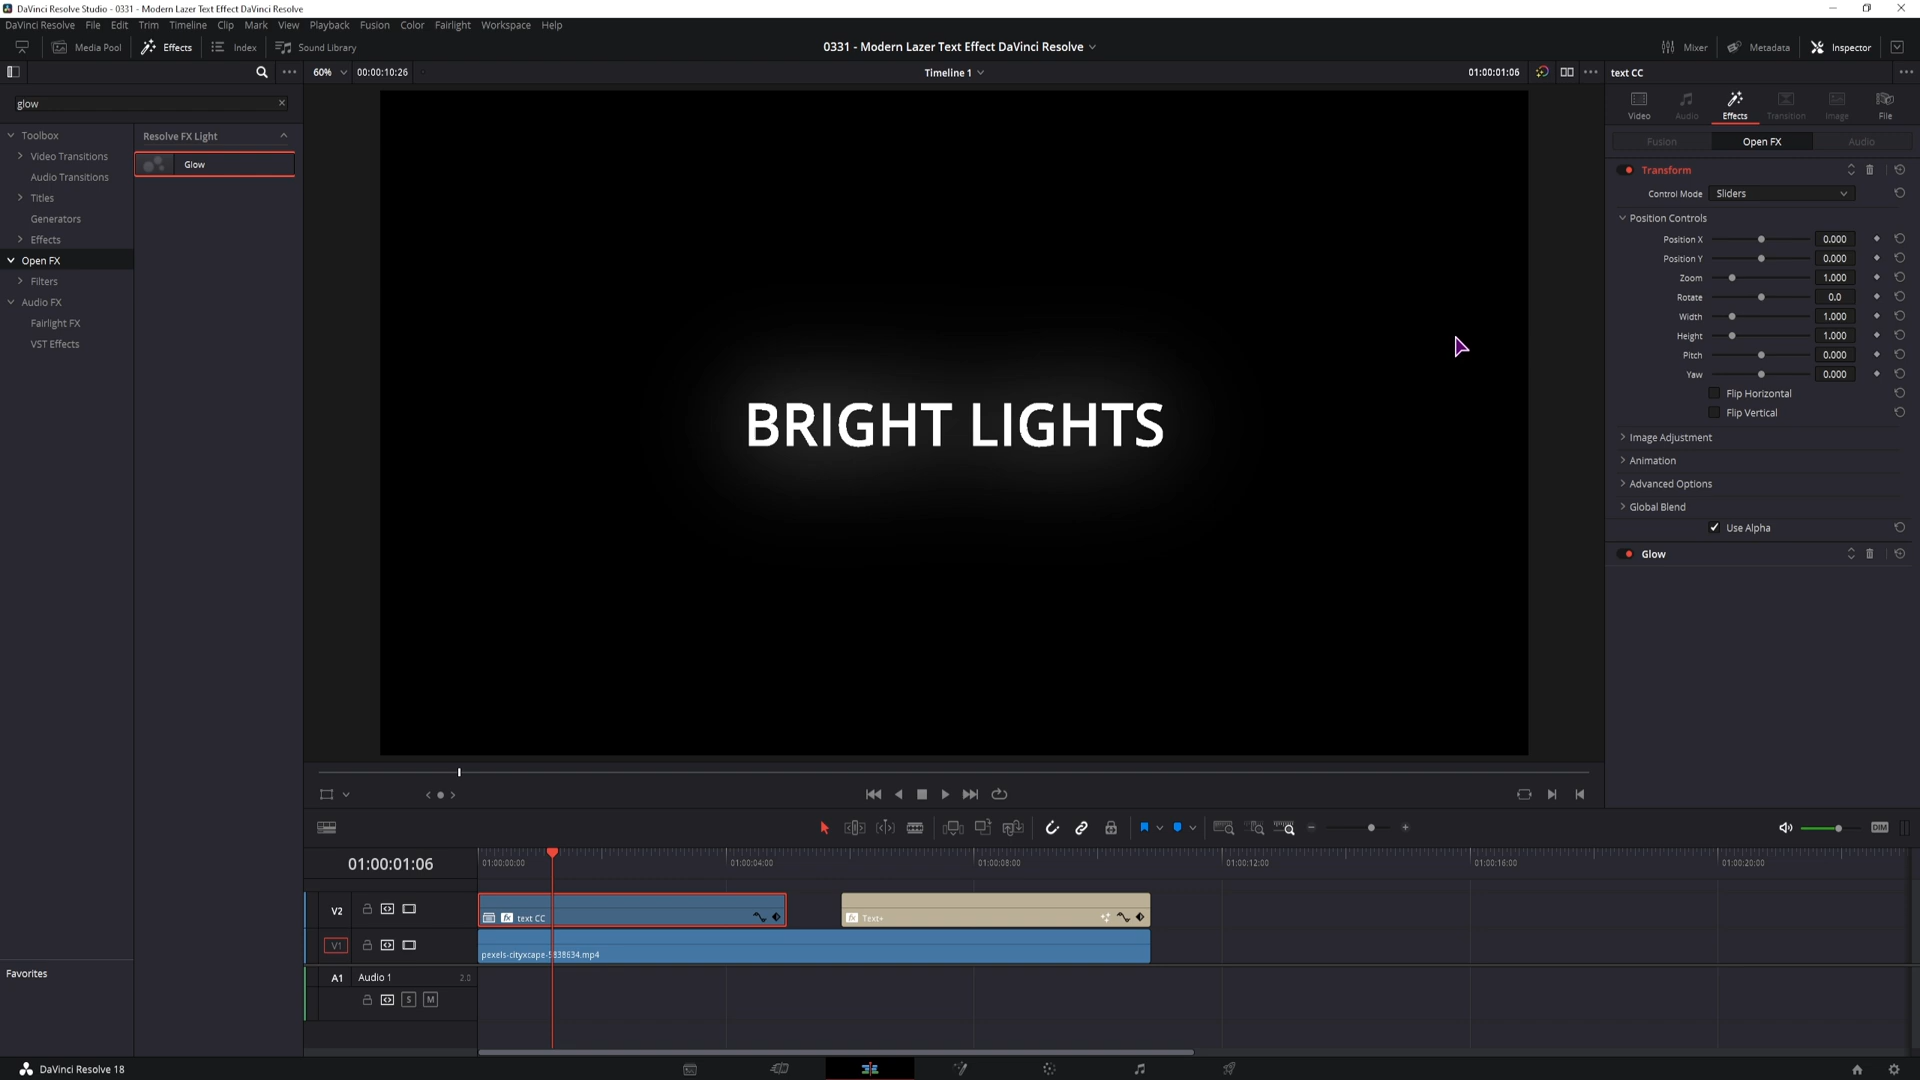 DaVinci Resolve Studio - 0331 - Modern Lazer Text Effect DaVinci Resolve
DaVinci Resolve File Edit Trim Timeline Clip Mark View Playback Fusion Color Fairlight Workspace Help
Media Pool Effects Index Sound Library 0331 - Modern Lazer Text Effect DaVinci Resolve Mixer Metadata Inspector
60% 00:00:10:26 Timeline 1 01:00:01:06 text CC
glow
Toolbox
Video Transitions
Audio Transitions
Titles
Generators
Effects
Open FX
Filters
Audio FX
Fairlight FX
VST Effects
Favorites
Resolve FX Light
Glow
BRIGHT LIGHTS
Video Audio Effects Transition Image File
Fusion Open FX Audio
Transform
Control Mode Sliders
Position Controls
Position X 0.000
Position Y 0.000
Zoom 1.000
Rotate 0.0
Width 1.000
Height 1.000
Pitch 0.000
Yaw 0.000
Flip Horizontal
Flip Vertical
Image Adjustment
Animation
Advanced Options
Global Blend
Use Alpha
Glow
DIM
01:00:01:06 01:00:00:00 01:00:04:00 01:00:08:00 01:00:12:00 01:00:16:00 01:00:20:00
V2 fx text CC fx Text+
V1
pexels-cityxcape-5838634.mp4
A1 Audio 1 2.0
S M
DaVinci Resolve 18